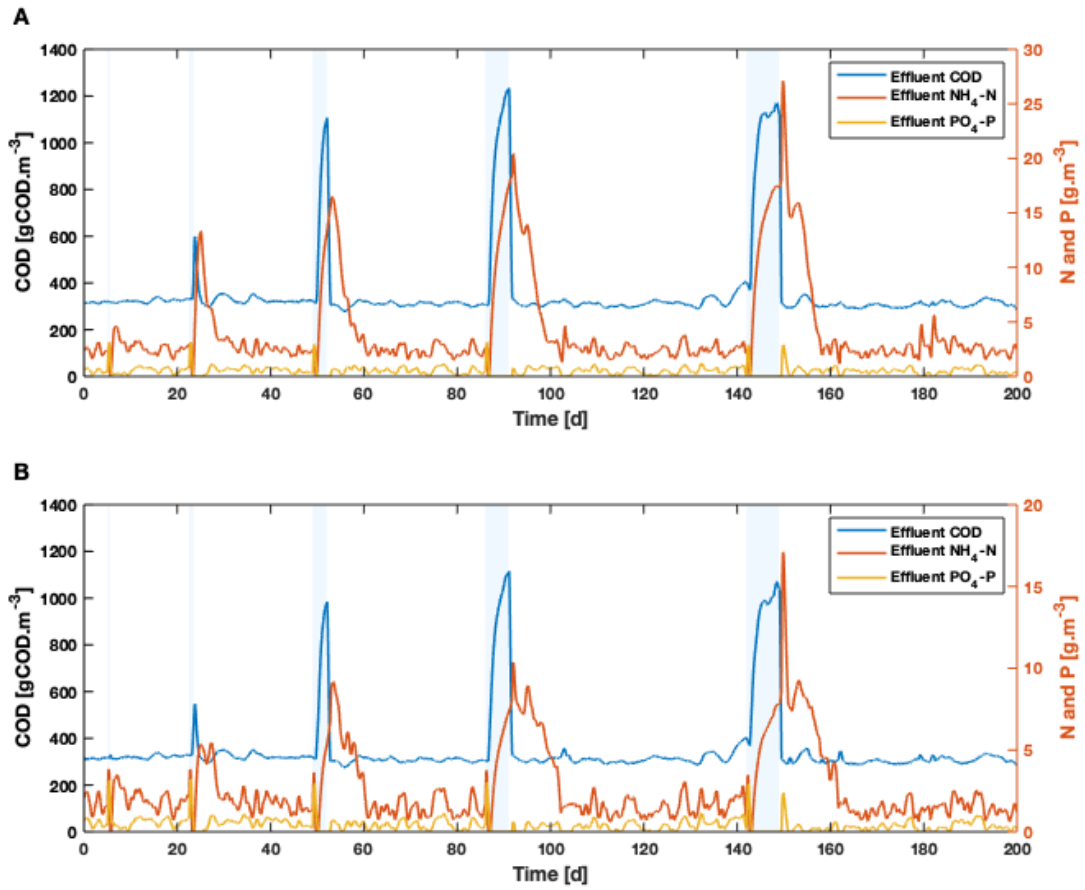 A
1400
1200
1000
800
600
400
200
0
COD [gCOD.m⁻³]
30
25
20
15
10
5
0
N and P [g.m⁻³]
Effluent COD
Effluent NH₄-N
Effluent PO₄-P
0 20 40 60 80 100 120 140 160 180 200
Time [d]
B
1400
1200
1000
800
600
400
200
0
COD [gCOD.m⁻³]
20
15
10
5
0
N and P [g.m⁻³]
Effluent COD
Effluent NH₄-N
Effluent PO₄-P
0 20 40 60 80 100 120 140 160 180 200
Time [d]